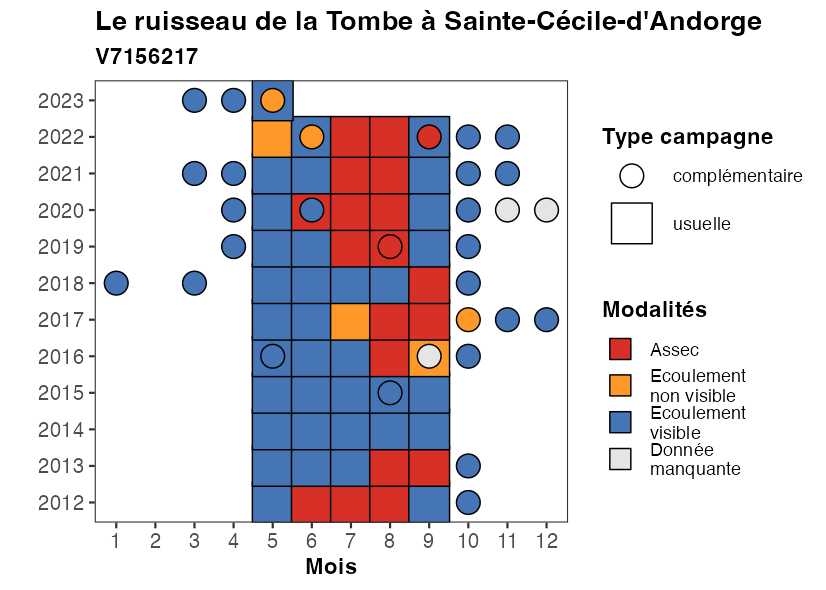 Le ruisseau de la Tombe à Sainte-Cécile-d'Andorge
V7156217
2023
2022
2021
2020
2019
2018
2017
2016
2015
2014
2013
2012
1 2 3 4 5 6 7 8 9 10 11 12
Mois
Type campagne
complémentaire
usuelle
Modalités
Assec
Ecoulement
non visible
Ecoulement
visible
Donnée
manquante